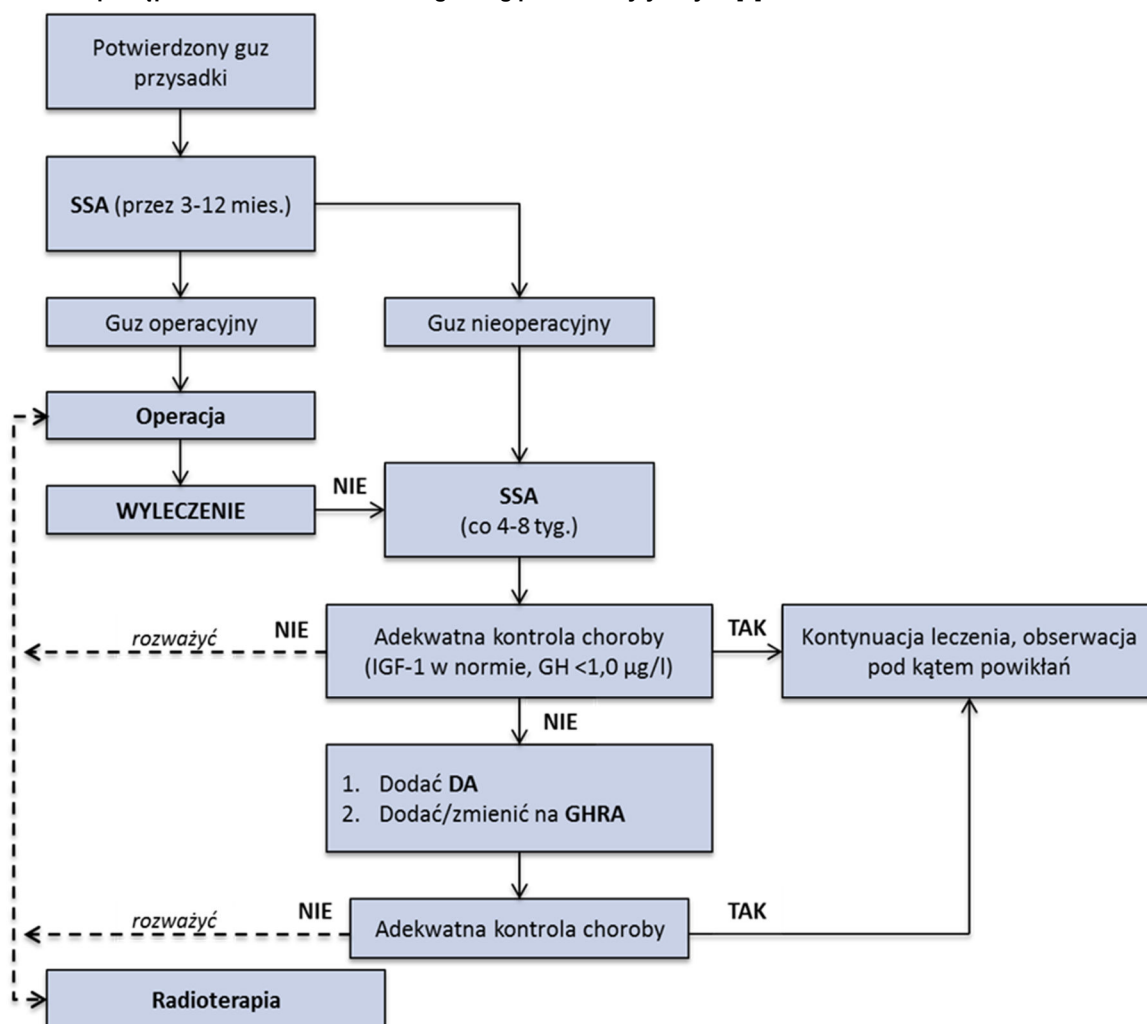 Potwierdzony guz
przysadki
SSA (przez 3-12 mies.)
Guz operacyjny
Guz nieoperacyjny
Operacja
WYLECZENIE
NIE
SSA
(co 4-8 tyg.)
rozważyć
NIE
Adekwatna kontrola choroby
(IGF-1 w normie, GH <1,0 µg/l)
TAK
Kontynuacja leczenia, obserwacja
pod kątem powikłań
NIE
1. Dodać DA
2. Dodać/zmienić na GHRA
rozważyć
NIE
Adekwatna kontrola choroby
TAK
Radioterapia